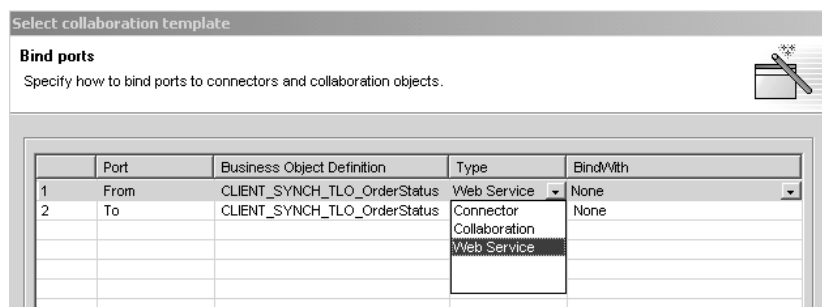 Select collaboration template
Bind ports
Specify how to bind ports to connectors and collaboration objects.
Port Business Object Definition Type BindWith
1 From CLIENT_SYNCH_TLO_OrderStatus Web Service None
2 To CLIENT_SYNCH_TLO_OrderStatus Connector None
Collaboration
Web Service